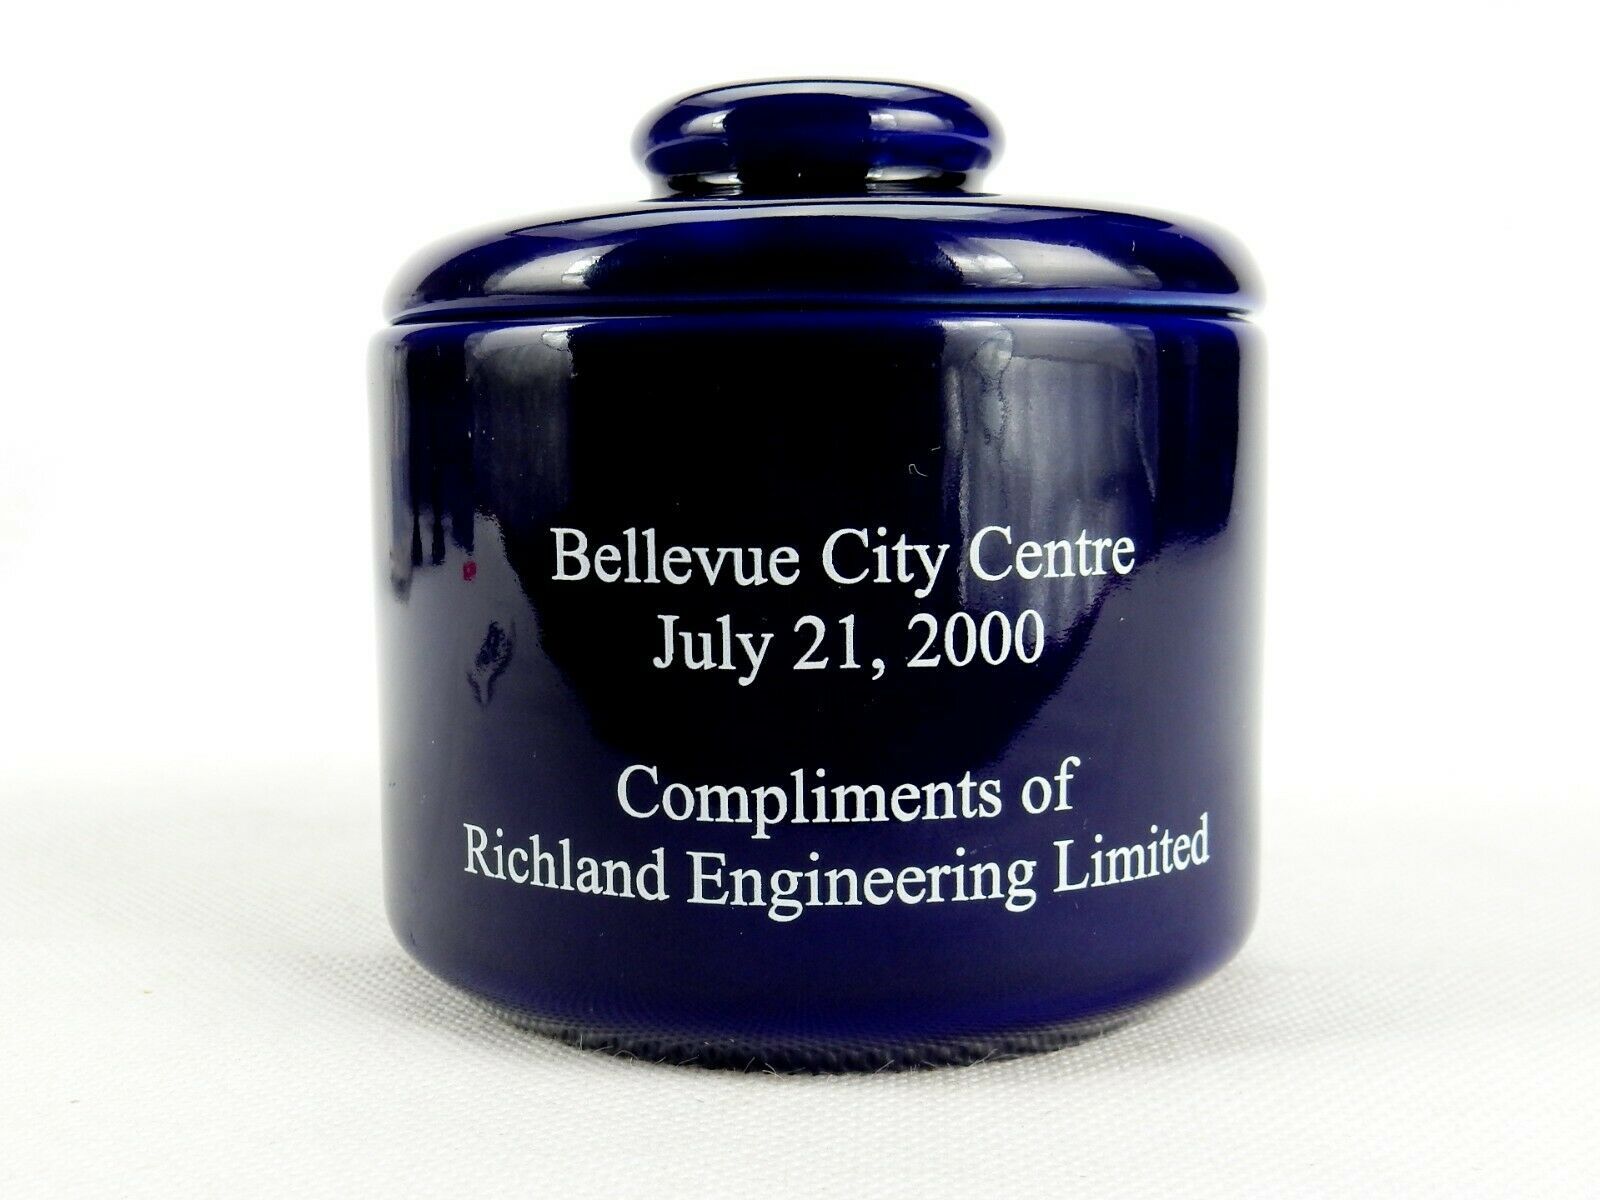 Bellevue City Centre
July 21, 2000
Compliments of
Richland Engineering Limited